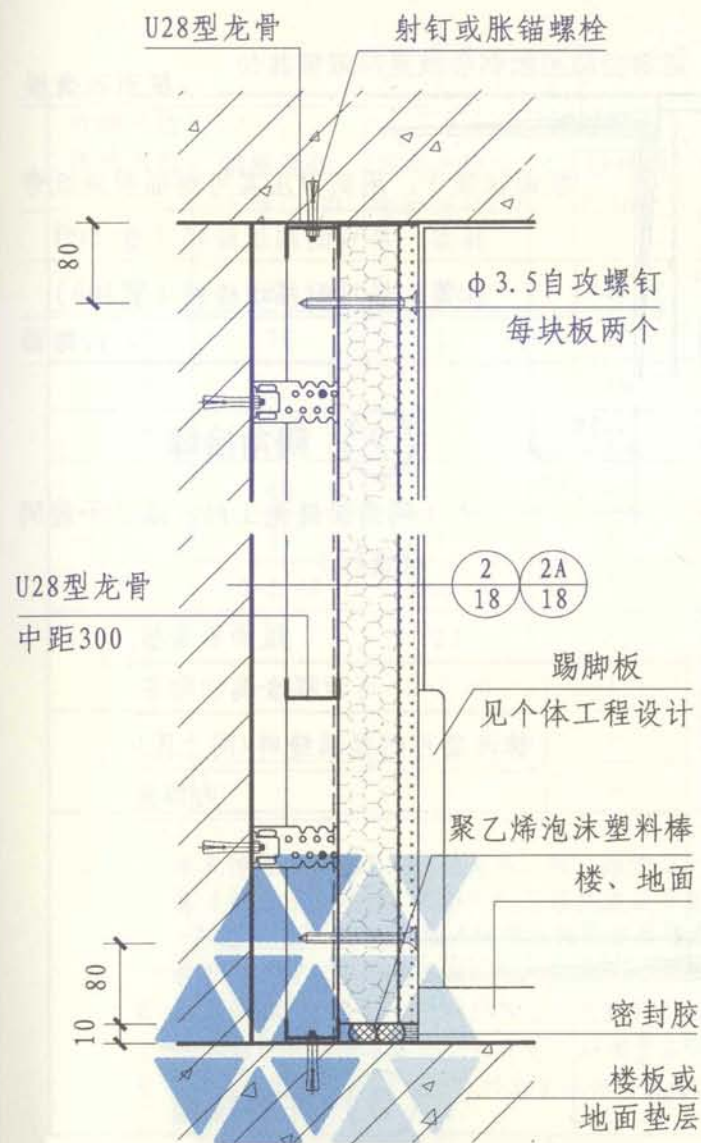 U28型龙骨
射钉或胀锚螺栓
80
φ3.5自攻螺钉
每块板两个
2
18
2A
18
U28型龙骨
中距300
踢脚板
见个体工程设计
聚乙烯泡沫塑料棒
楼、地面
80
10
密封胶
楼板或
地面垫层